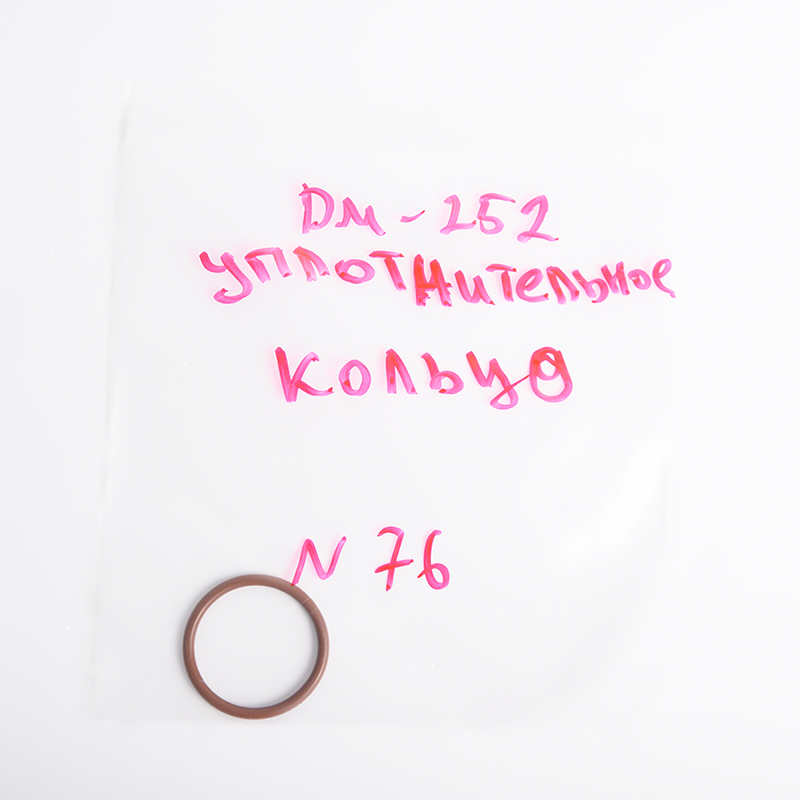 DM-252
уплотнительное
кольцо
N 76